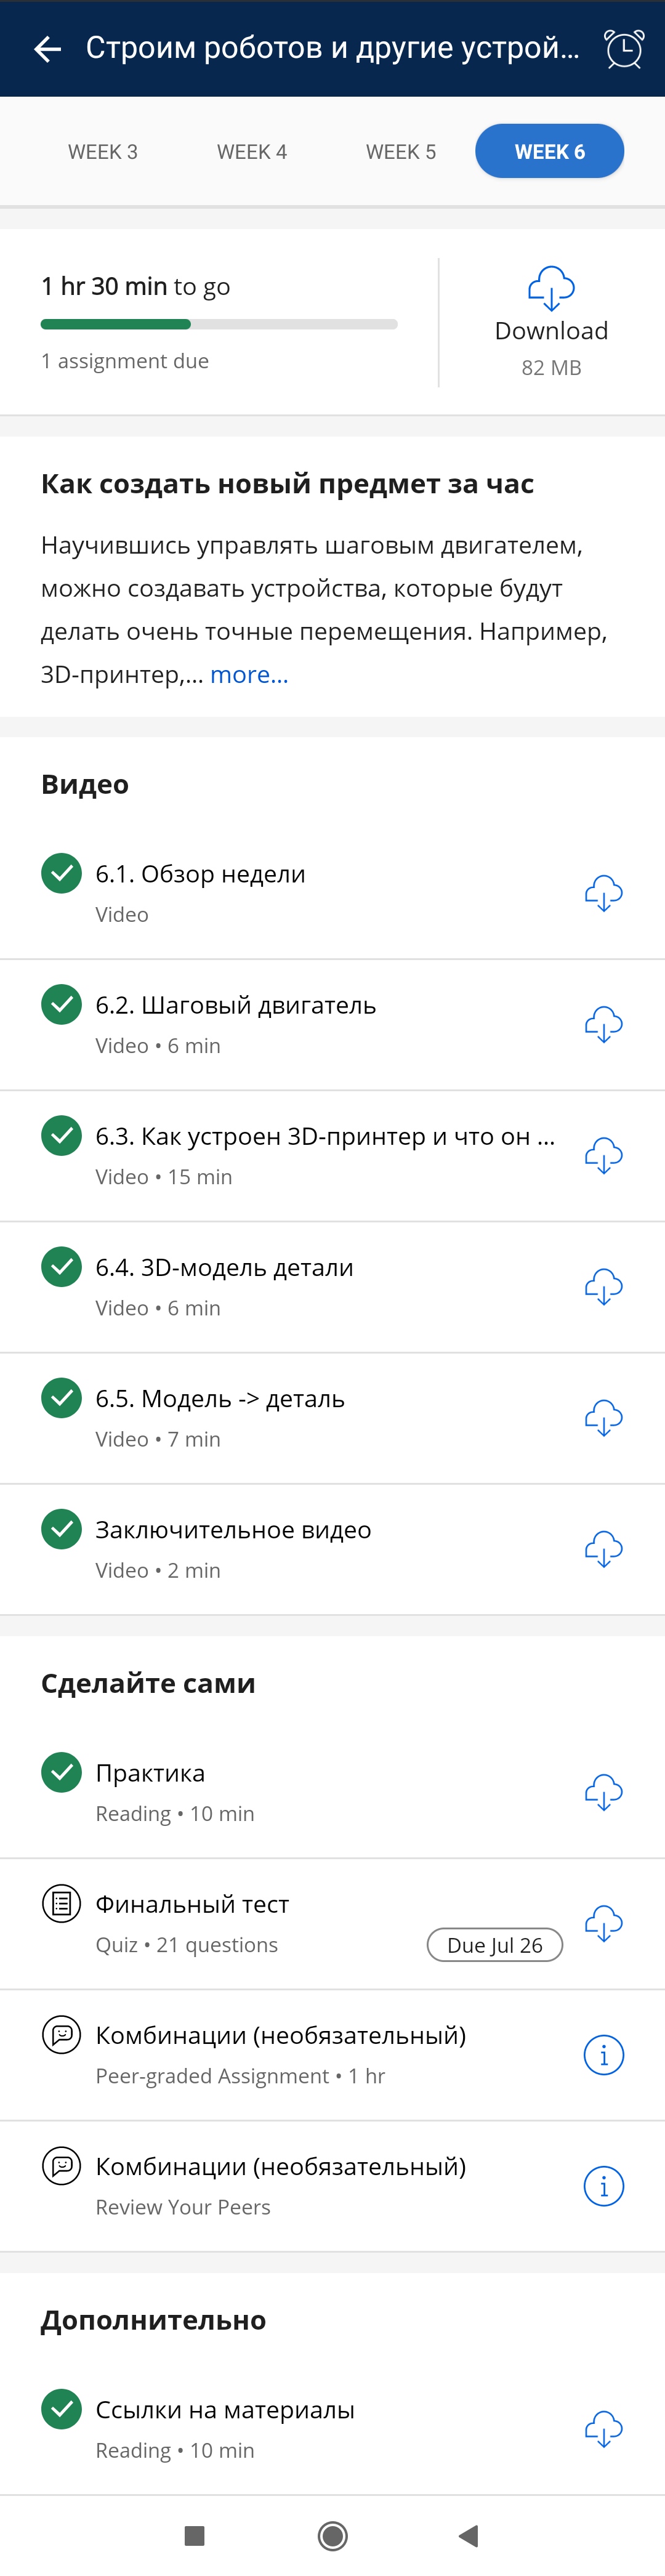 Строим роботов и другие устрой...
WEEK 3
WEEK 4
WEEK 5
WEEK 6
1 hr 30 min to go
1 assignment due
Download
82 MB
Как создать новый предмет за час
Научившись управлять шаговым двигателем,
можно создавать устройства, которые будут
делать очень точные перемещения. Например,
3D-принтер,... more...
Видео
6.1. Обзор недели
Video
6.2. Шаговый двигатель
Video • 6 min
6.3. Как устроен 3D-принтер и что он ...
Video • 15 min
6.4. 3D-модель детали
Video • 6 min
6.5. Модель -> деталь
Video • 7 min
Заключительное видео
Video • 2 min
Сделайте сами
Практика
Reading • 10 min
Финальный тест
Quiz • 21 questions
Due Jul 26
Комбинации (необязательный)
Peer-graded Assignment • 1 hr
Комбинации (необязательный)
Review Your Peers
Дополнительно
Ссылки на материалы
Reading • 10 min